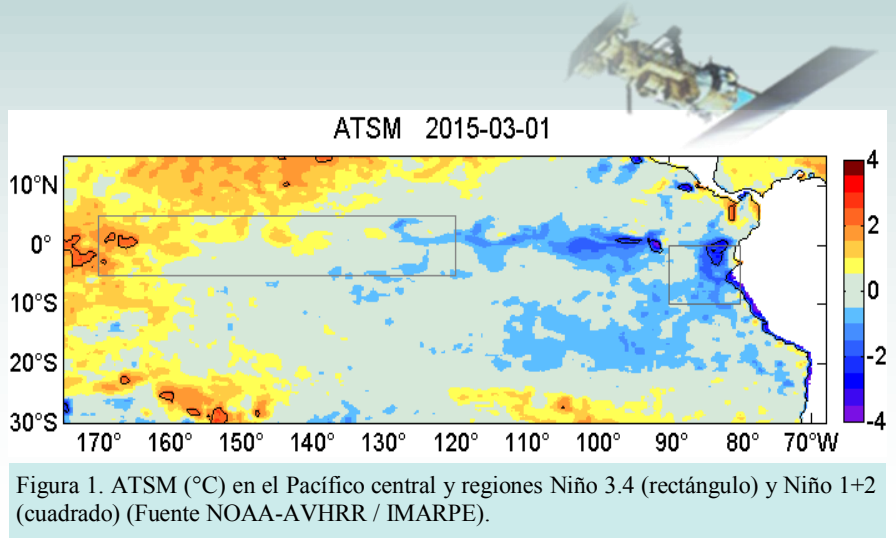 ATSM 2015-03-01
4
10°N
2
0°
0
10°S
-2
20°S
30°S
-4
170° 160° 150° 140° 130° 120° 110° 100° 90° 80° 70°W
Figura 1. ATSM (°C) en el Pacífico central y regiones Niño 3.4 (rectángulo) y Niño 1+2
(cuadrado) (Fuente NOAA-AVHRR / IMARPE).